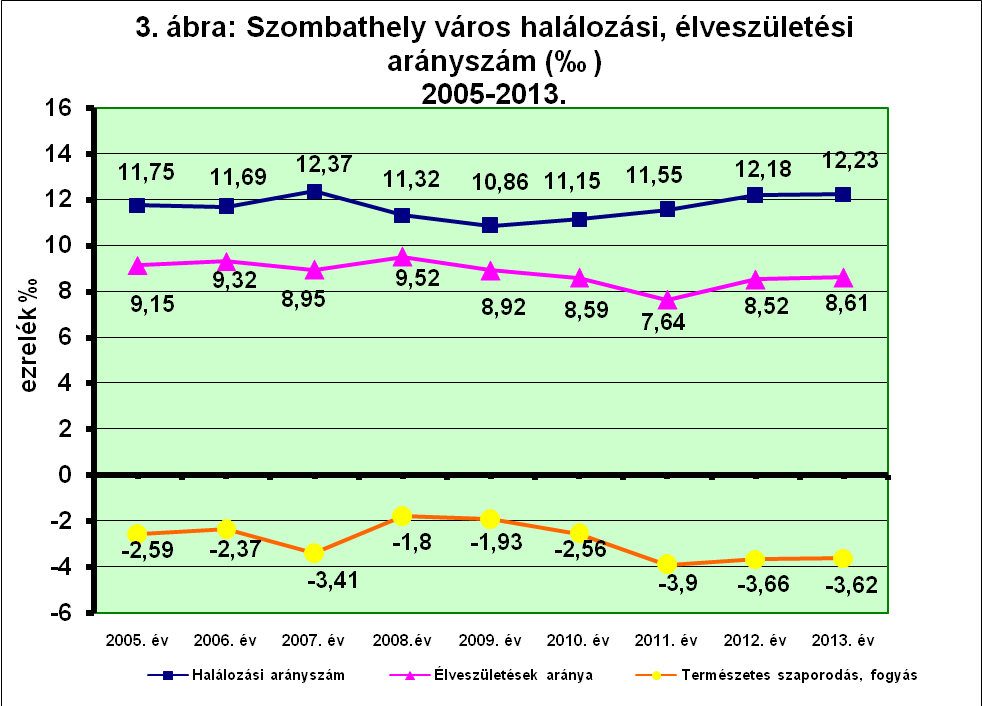 3. ábra: Szombathely város halálozási, élveszületési
arányszám (‰ )
2005-2013.
ezrelék ‰
16
14
12
10
8
6
4
2
0
-2
-4
-6
11,75
11,69
12,37
11,32
10,86
11,15
11,55
12,18
12,23
9,15
9,32
8,95
9,52
8,92
8,59
7,64
8,52
8,61
-2,59
-2,37
-3,41
-1,8
-1,93
-2,56
-3,9
-3,66
-3,62
2005. év
2006. év
2007. év
2008.év
2009. év
2010. év
2011. év
2012. év
2013. év
Halálozási arányszám
Élveszületések aránya
Természetes szaporodás, fogyás